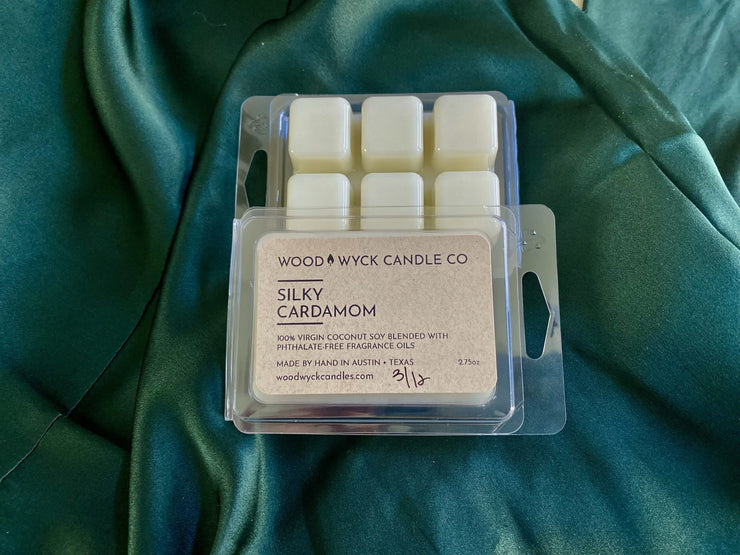 WOOD WYCK CANDLE CO
SILKY
CARDAMOM
100% VIRGIN COCONUT SOY BLENDED WITH
PHTHALATE-FREE FRAGRANCE OILS
MADE BY HAND IN AUSTIN • TEXAS 2.75oz
woodwyckcandles.com 3/12